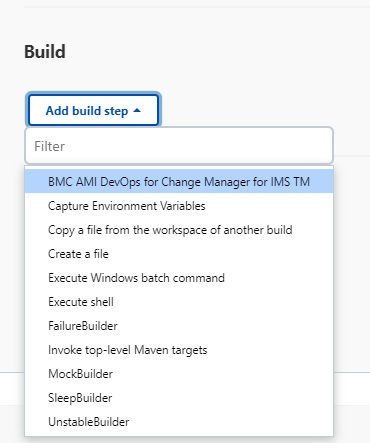 Build
Add build step
Filter
BMC AMI DevOps for Change Manager for IMS TM
Capture Environment Variables
Copy a file from the workspace of another build
Create a file
Execute Windows batch command
Execute shell
FailureBuilder
Invoke top-level Maven targets
MockBuilder
SleepBuilder
UnstableBuilder